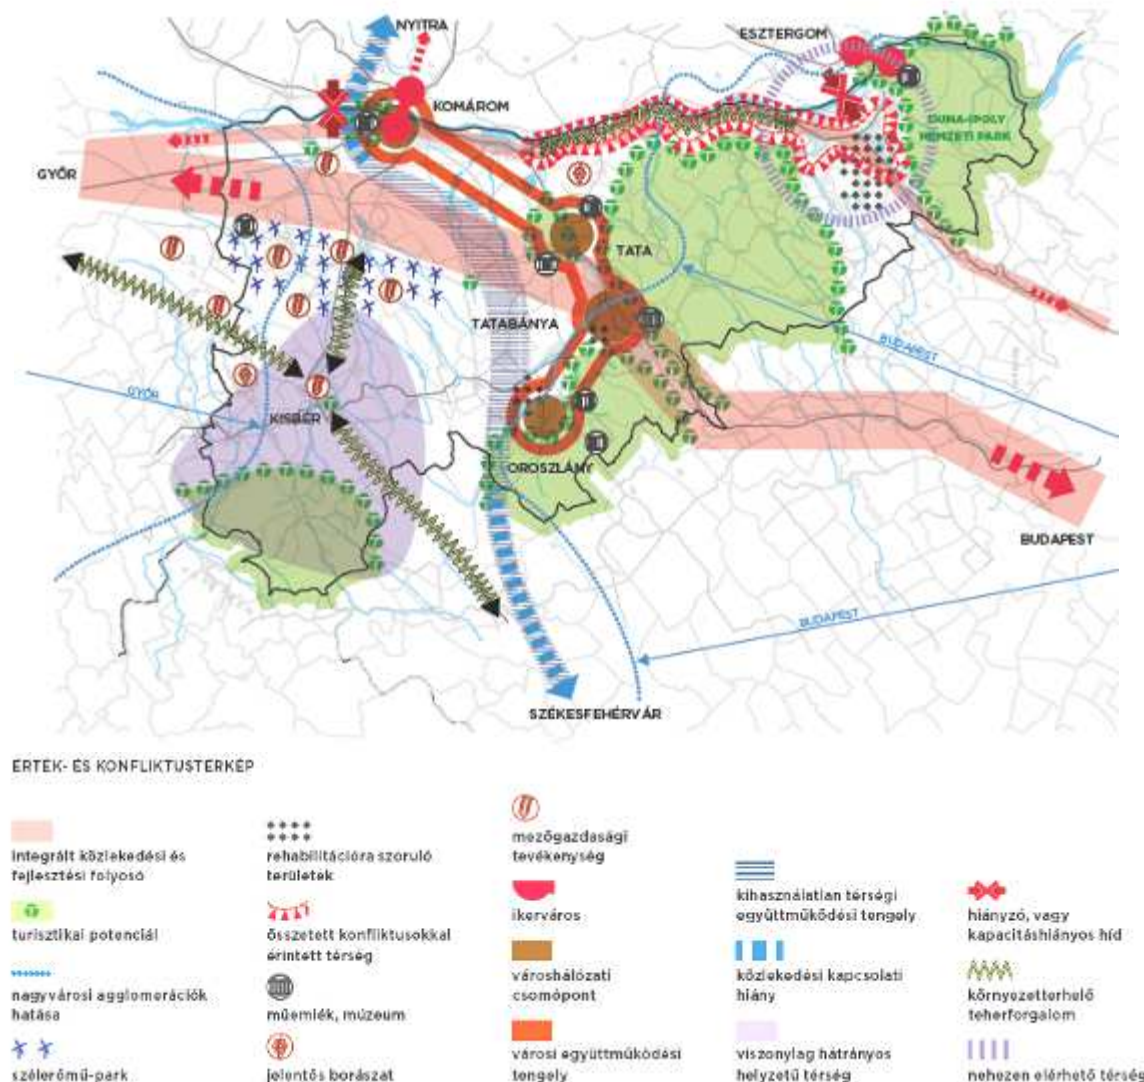 NYITRA
ESZTERGOM
KOMÁROM
DUNA-IPOLY
NEMZETI PARK
GYŐR
TATA
TATABÁNYA
BUDAPEST
GYŐR
KISBÉR
OROSZLÁNY
BUDAPEST
BUDAPEST
SZÉKESFEHÉRVÁR
ÉRTÉK- ÉS KONFLIKTUSTÉRKÉP
integrált közlekedési és
fejlesztési folyosó
turisztikai potenciál
nagyvárosi agglomerációk
hatása
szélerőmű-park
rehabilitációra szoruló
területek
összetett konfliktusokkal
érintett térség
műemlék, múzeum
jelentős borászat
mezőgazdasági
tevékenység
ikerváros
városhálózati
csomópont
városi együttműködési
tengely
kihasználatlan térségi
együttműködési tengely
közlekedési kapcsolati
hiány
viszonylag hátrányos
helyzetű térség
hiányzó, vagy
kapacitáshiányos híd
környezetterhelő
teherforgalom
nehezen elérhető térség